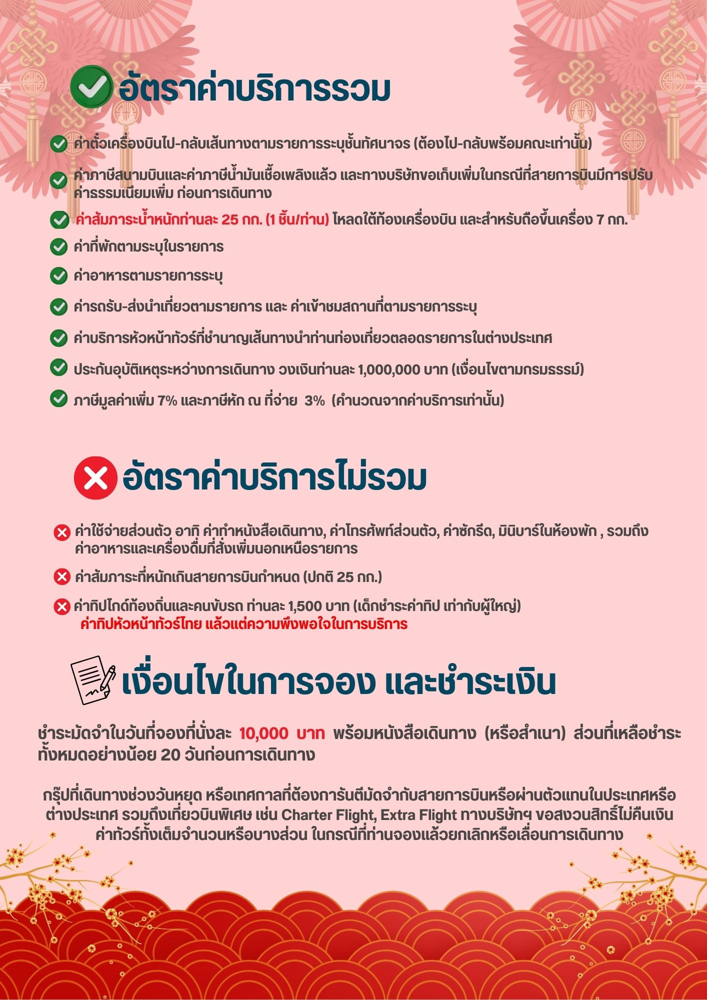 อัตราค่าบริการรวม
ค่าตั๋วเครื่องบินไป-กลับเส้นทางตามรายการระบุชั้นทัศนาจร (ต้องไป-กลับพร้อมคณะเท่านั้น)
ค่าภาษีสนามบินและค่าภาษีน้ำมันเชื้อเพลิงแล้ว และทางบริษัทขอเก็บเพิ่มในกรณีที่สายการบินมีการปรับ
ค่าธรรมเนียมเพิ่ม ก่อนการเดินทาง
ค่าสัมภาระน้ำหนักท่านละ 25 กก. (1 ชิ้น/ท่าน) โหลดใต้ท้องเครื่องบิน และสำหรับถือขึ้นเครื่อง 7 กก.
ค่าที่พักตามระบุในรายการ
ค่าอาหารตามรายการระบุ
ค่ารถรับ-ส่งนำเที่ยวตามรายการ และ ค่าเข้าชมสถานที่ตามรายการระบุ
ค่าบริการหัวหน้าทัวร์ที่ชำนาญเส้นทางนำท่านท่องเที่ยวตลอดรายการในต่างประเทศ
ประกันอุบัติเหตุระหว่างการเดินทาง วงเงินท่านละ 1,000,000 บาท (เงื่อนไขตามกรมธรรม์)
ภาษีมูลค่าเพิ่ม 7% และภาษีหัก ณ ที่จ่าย 3% (คำนวณจากค่าบริการเท่านั้น)
อัตราค่าบริการไม่รวม
ค่าใช้จ่ายส่วนตัว อาทิ ค่าทำหนังสือเดินทาง, ค่าโทรศัพท์ส่วนตัว, ค่าซักรีด, มินิบาร์ในห้องพัก , รวมถึง
ค่าอาหารและเครื่องดื่มที่สั่งเพิ่มนอกเหนือรายการ
ค่าสัมภาระที่หนักเกินสายการบินกำหนด (ปกติ 25 กก.)
ค่าทิปไกด์ท้องถิ่นและคนขับรถ ท่านละ 1,500 บาท (เด็กชำระค่าทิป เท่ากับผู้ใหญ่)
ค่าทิปหัวหน้าทัวร์ไทย แล้วแต่ความพึงพอใจในการบริการ
เงื่อนไขในการจอง และชำระเงิน
ชำระมัดจำในวันที่จองที่นั่งละ 10,000 บาท พร้อมหนังสือเดินทาง (หรือสำเนา) ส่วนที่เหลือชำระ
ทั้งหมดอย่างน้อย 20 วันก่อนการเดินทาง
กรุ๊ปที่เดินทางช่วงวันหยุด หรือเทศกาลที่ต้องการันตีมัดจำกับสายการบินหรือผ่านตัวแทนในประเทศหรือ
ต่างประเทศ รวมถึงเที่ยวบินพิเศษ เช่น Charter Flight, Extra Flight ทางบริษัทฯ ขอสงวนสิทธิ์ไม่คืนเงิน
ค่าทัวร์ทั้งเต็มจำนวนหรือบางส่วน ในกรณีที่ท่านจองแล้วยกเลิกหรือเลื่อนการเดินทาง